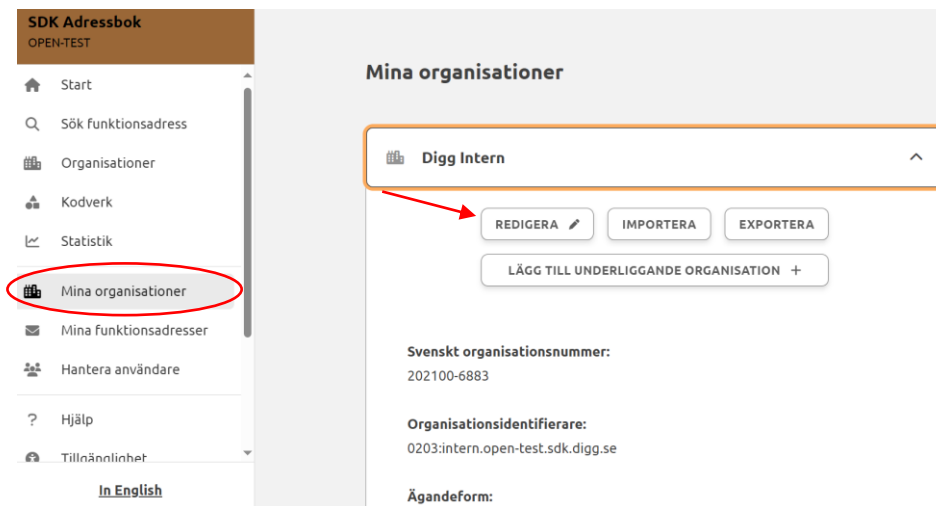 SDK Adressbok
OPEN-TEST
Start
Sök funktionsadress
Organisationer
Kodverk
Statistik
Mina organisationer
Mina funktionsadresser
Hantera användare
? Hjälp
Tillgänglighet
In English
Mina organisationer
Digg Intern
REDIGERA
IMPORTERA
EXPORTERA
LÄGG TILL UNDERLIGGANDE ORGANISATION +
Svenskt organisationsnummer:
202100-6883
Organisationsidentifierare:
0203:intern.open-test.sdk.digg.se
Ägandeform: